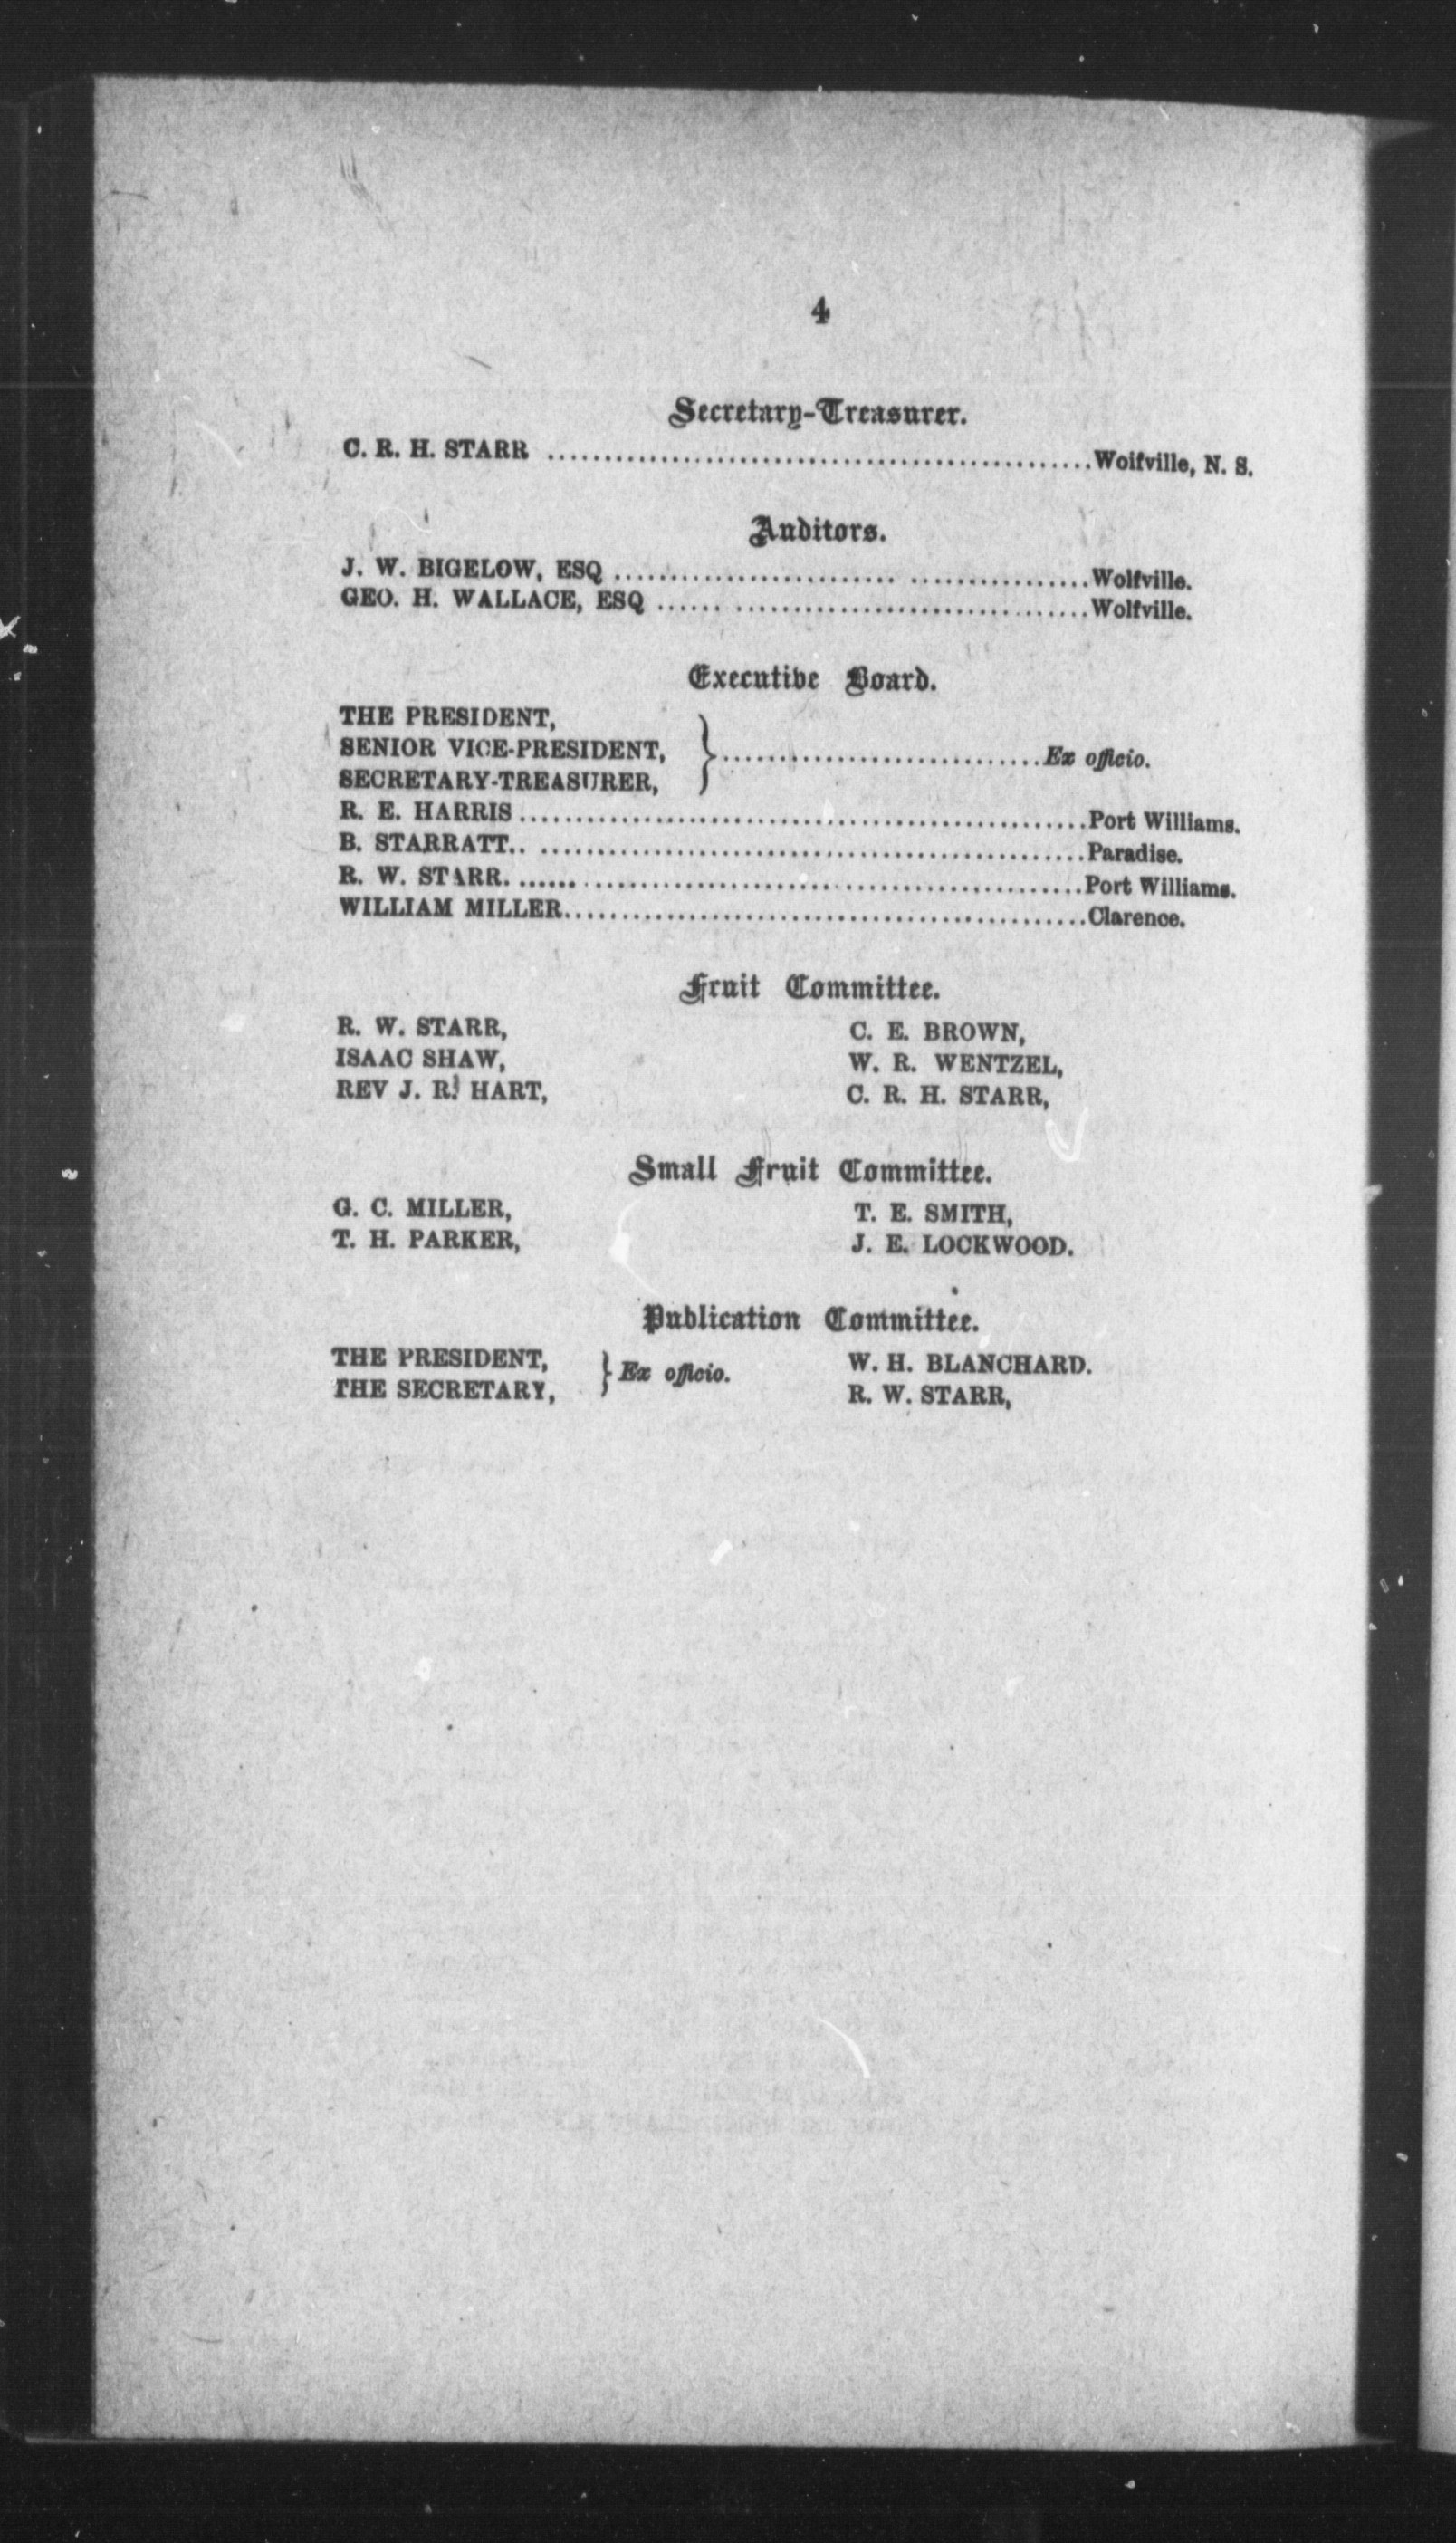 4
Secretary-Treasurer.
C. R. H. STARR ........................................................Wolfville, N. S.
Auditors.
J. W. BIGELOW, ESQ ......................... ................Wolfville.
GEO. H. WALLACE, ESQ ...... ................................Wolfville.
Executive Board.
THE PRESIDENT,
SENIOR VICE-PRESIDENT, } .............................Ex officio.
SECRETARY-TREASURER,
R. E. HARRIS....................................................Port Williams.
B. STARRATT.. ..................................................Paradise.
R. W. STARR. ...... .............................................Port Williams.
WILLIAM MILLER................................................Clarence.
Fruit Committee.
R. W. STARR, C. E. BROWN,
ISAAC SHAW, W. R. WENTZEL,
REV J. R. HART, C. R. H. STARR,
Small Fruit Committee.
G. C. MILLER, T. E. SMITH,
T. H. PARKER, J. E. LOCKWOOD.
Publication Committee.
THE PRESIDENT, } Ex officio. W. H. BLANCHARD.
THE SECRETARY, R. W. STARR,